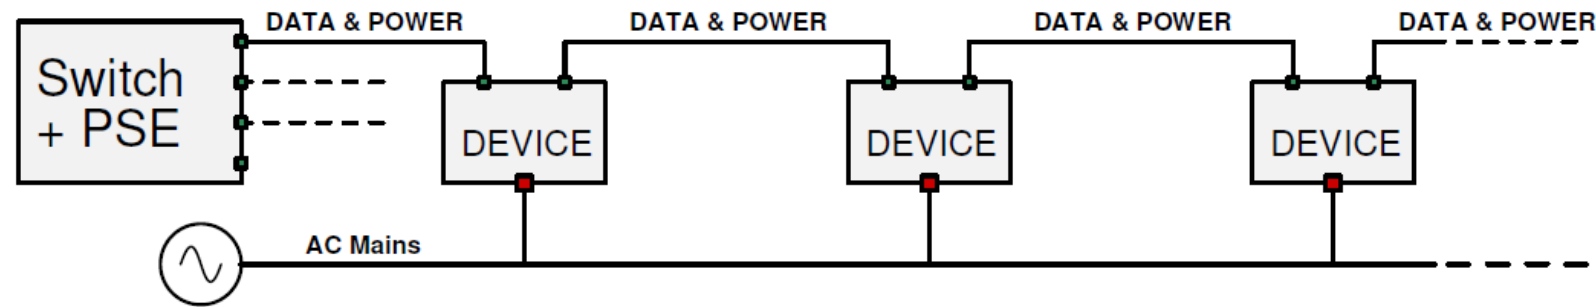 DATA & POWER
DATA & POWER
DATA & POWER
DATA & POWER
Switch
+ PSE
DEVICE
DEVICE
DEVICE
AC Mains